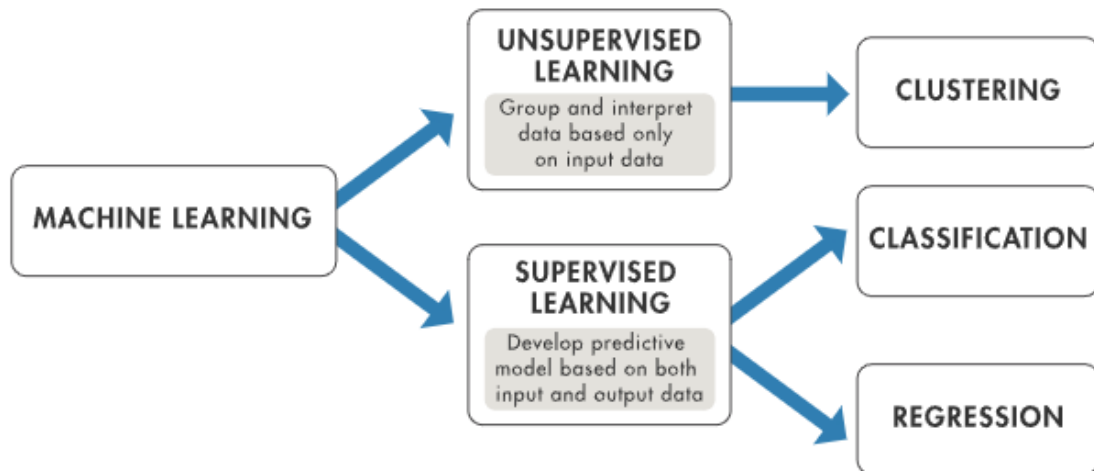 MACHINE LEARNING
UNSUPERVISED
LEARNING
Group and interpret
data based only
on input data
CLUSTERING
SUPERVISED
LEARNING
Develop predictive
model based on both
input and output data
CLASSIFICATION
REGRESSION